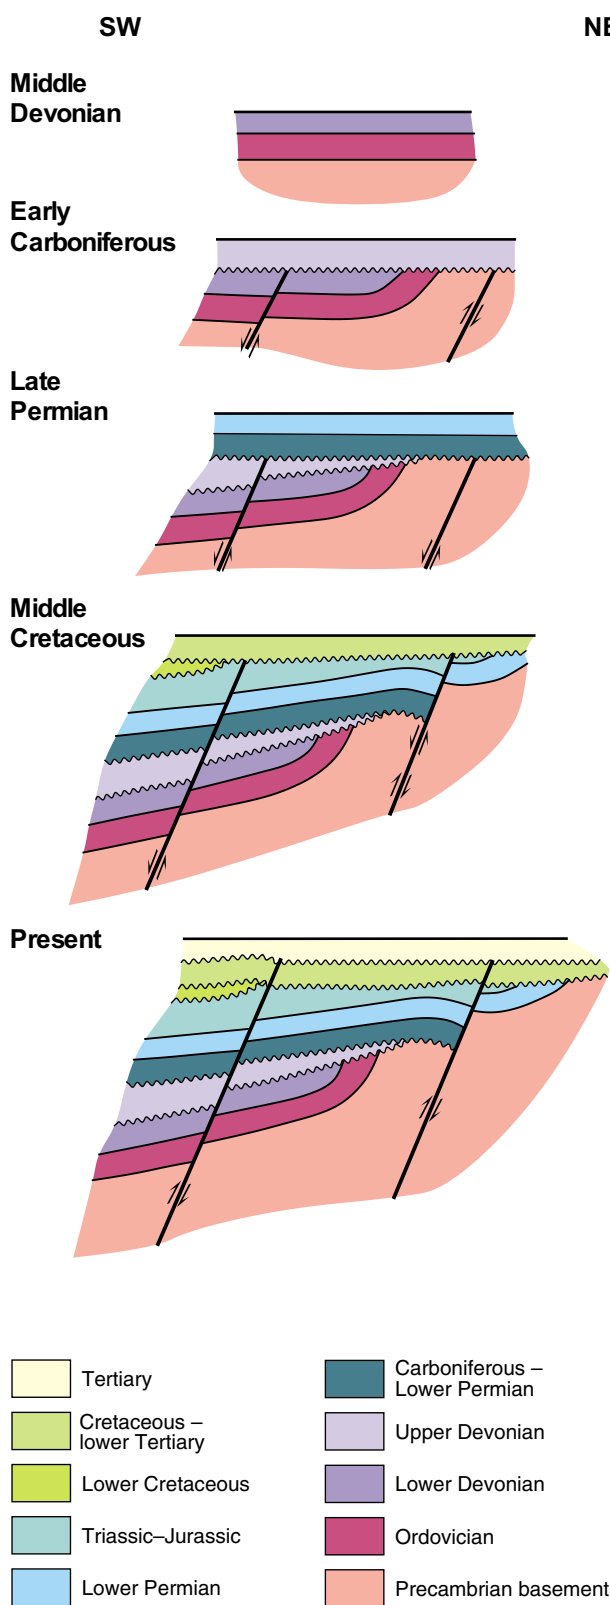 SW
NE
Middle
Devonian
Early
Carboniferous
Late
Permian
Middle
Cretaceous
Present
Tertiary
Cretaceous –
lower Tertiary
Lower Cretaceous
Triassic–Jurassic
Lower Permian
Carboniferous –
Lower Permian
Upper Devonian
Lower Devonian
Ordovician
Precambrian basement